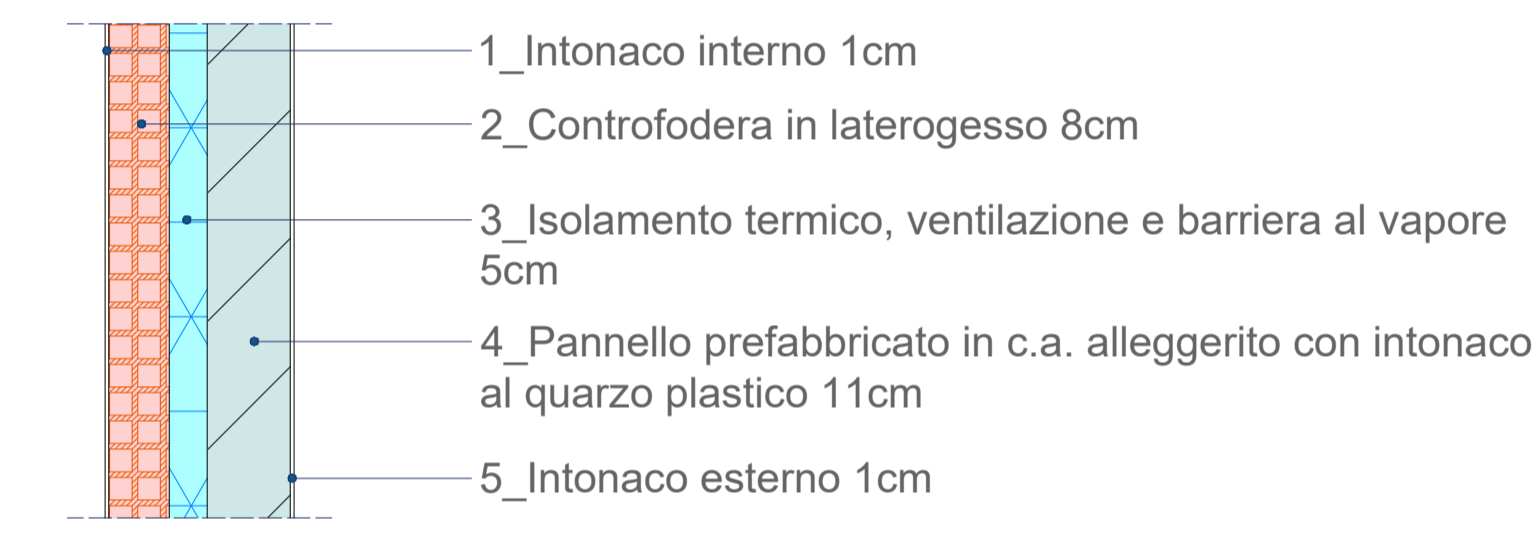 1_Intonaco interno 1cm
2_Controfodera in laterogesso 8cm
3_Isolamento termico, ventilazione e barriera al vapore
5cm
4_Pannello prefabbricato in c.a. alleggerito con intonaco
al quarzo plastico 11cm
5_Intonaco esterno 1cm